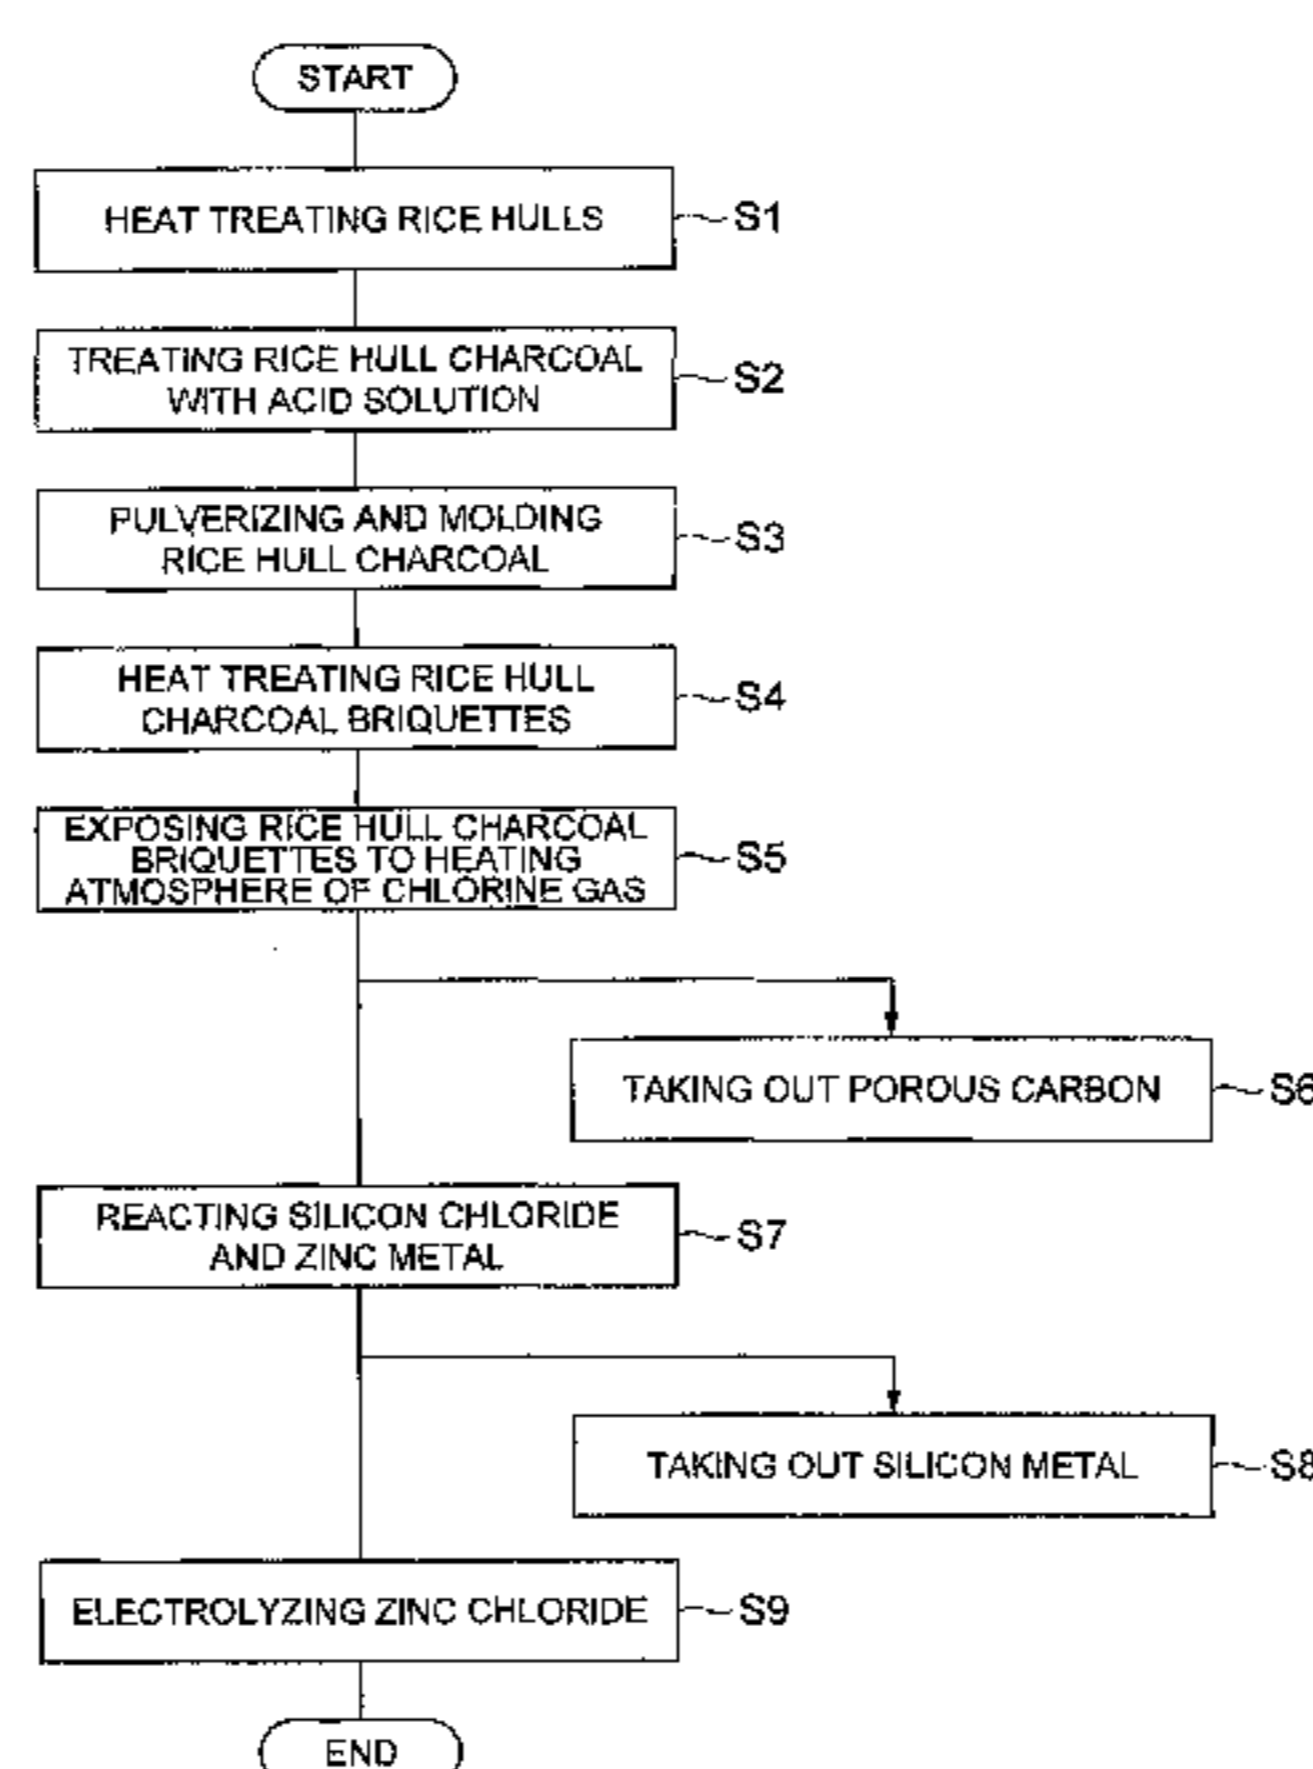 START
HEAT TREATING RICE HULLS
S1
TREATING RICE HULL CHARCOAL
WITH ACID SOLUTION
S2
PULVERIZING AND MOLDING
RICE HULL CHARCOAL
S3
HEAT TREATING RICE HULL
CHARCOAL BRIQUETTES
S4
EXPOSING RICE HULL CHARCOAL
BRIQUETTES TO HEATING
ATMOSPHERE OF CHLORINE GAS
S5
TAKING OUT POROUS CARBON
S6
REACTING SILICON CHLORIDE
AND ZINC METAL
S7
TAKING OUT SILICON METAL
S8
ELECTROLYZING ZINC CHLORIDE
S9
END